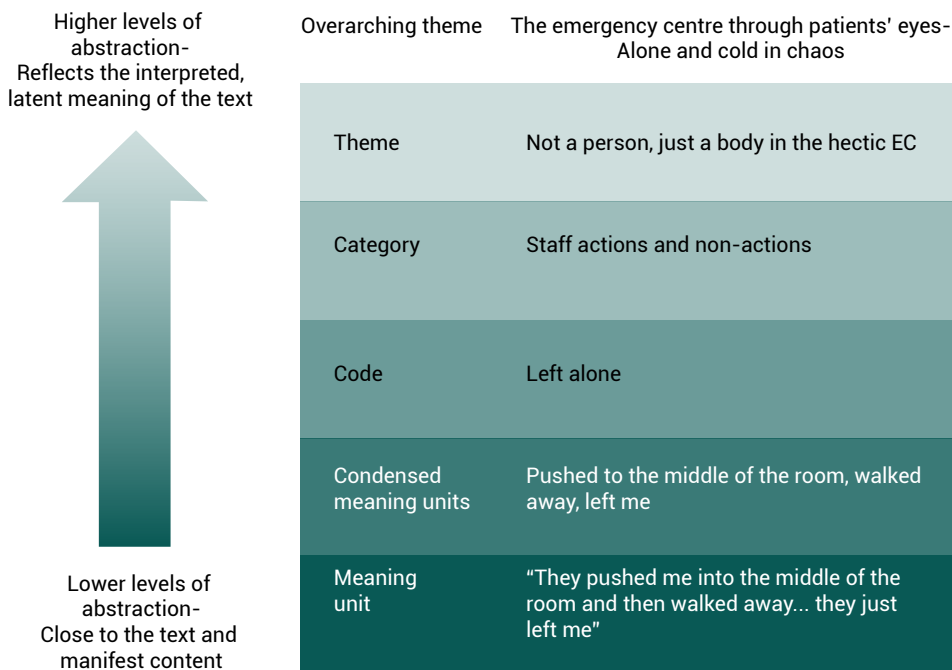 Higher levels of
abstraction-
Reflects the interpreted,
latent meaning of the text
Overarching theme
The emergency centre through patients’ eyes-
Alone and cold in chaos
Theme
Not a person, just a body in the hectic EC
Category
Staff actions and non-actions
Code
Left alone
Condensed
meaning units
Pushed to the middle of the room, walked
away, left me
Meaning
unit
“They pushed me into the middle of the
room and then walked away... they just
left me”
Lower levels of
abstraction-
Close to the text and
manifest content